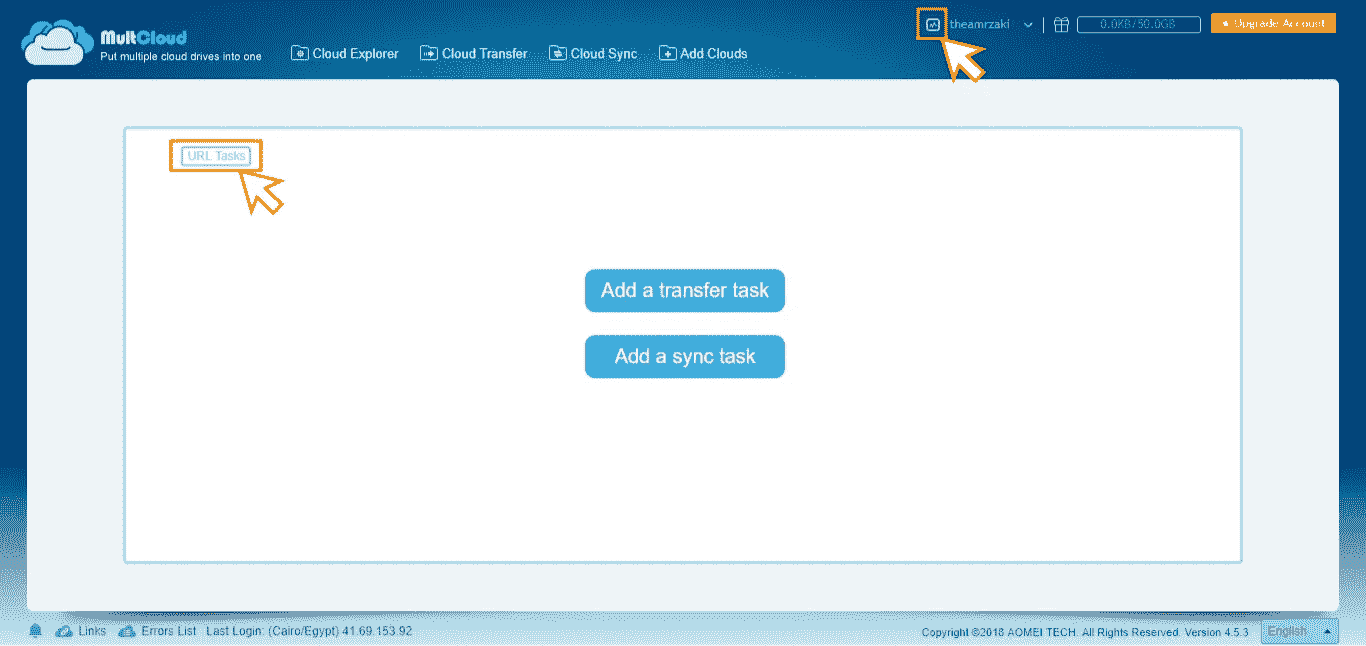 MultCloud
Put multiple cloud drives into one
Cloud Explorer
Cloud Transfer
Cloud Sync
Add Clouds
theamrzaki
0.0KB/50.0GB
Upgrade Account
URL Tasks
Add a transfer task
Add a sync task
Links
Errors List
Last Login: (Cairo/Egypt) 41.69.153.92
Copyright ©2018 AOMEI TECH. All Rights Reserved. Version 4.5.3
English